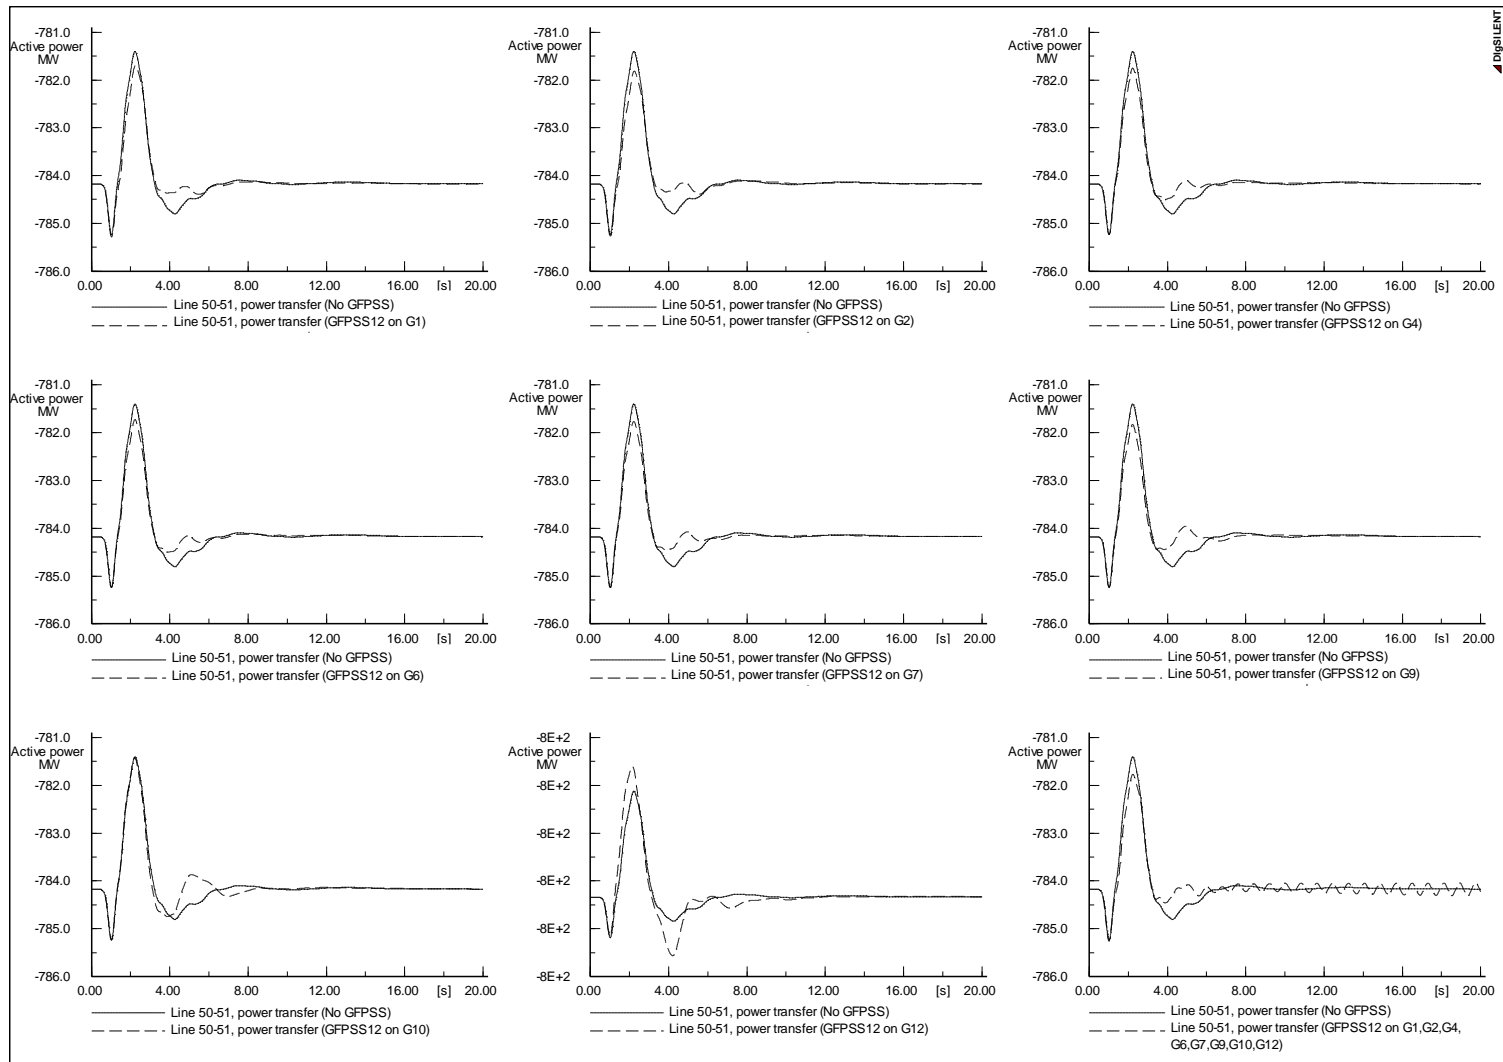 DIgSILENT
-781.0
Active power
MW
-782.0
-783.0
-784.0
-785.0
-786.0
0.00 4.00 8.00 12.00 16.00 [s] 20.00
Line 50-51, power transfer (No GFPSS)
Line 50-51, power transfer (GFPSS12 on G1)
-781.0
Active power
MW
-782.0
-783.0
-784.0
-785.0
-786.0
0.00 4.00 8.00 12.00 16.00 [s] 20.00
Line 50-51, power transfer (No GFPSS)
Line 50-51, power transfer (GFPSS12 on G2)
-781.0
Active power
MW
-782.0
-783.0
-784.0
-785.0
-786.0
0.00 4.00 8.00 12.00 16.00 [s] 20.00
Line 50-51, power transfer (No GFPSS)
Line 50-51, power transfer (GFPSS12 on G4)
-781.0
Active power
MW
-782.0
-783.0
-784.0
-785.0
-786.0
0.00 4.00 8.00 12.00 16.00 [s] 20.00
Line 50-51, power transfer (No GFPSS)
Line 50-51, power transfer (GFPSS12 on G6)
-781.0
Active power
MW
-782.0
-783.0
-784.0
-785.0
-786.0
0.00 4.00 8.00 12.00 16.00 [s] 20.00
Line 50-51, power transfer (No GFPSS)
Line 50-51, power transfer (GFPSS12 on G7)
-781.0
Active power
MW
-782.0
-783.0
-784.0
-785.0
-786.0
0.00 4.00 8.00 12.00 16.00 [s] 20.00
Line 50-51, power transfer (No GFPSS)
Line 50-51, power transfer (GFPSS12 on G9)
-781.0
Active power
MW
-782.0
-783.0
-784.0
-785.0
-786.0
0.00 4.00 8.00 12.00 16.00 [s] 20.00
Line 50-51, power transfer (No GFPSS)
Line 50-51, power transfer (GFPSS12 on G10)
-8E+2
Active power
MW
-8E+2
-8E+2
-8E+2
-8E+2
-8E+2
0.00 4.00 8.00 12.00 16.00 [s] 20.00
Line 50-51, power transfer (No GFPSS)
Line 50-51, power transfer (GFPSS12 on G12)
-781.0
Active power
MW
-782.0
-783.0
-784.0
-785.0
-786.0
0.00 4.00 8.00 12.00 16.00 [s] 20.00
Line 50-51, power transfer (No GFPSS)
Line 50-51, power transfer (GFPSS12 on G1,G2,G4,
G6,G7,G9,G10,G12)